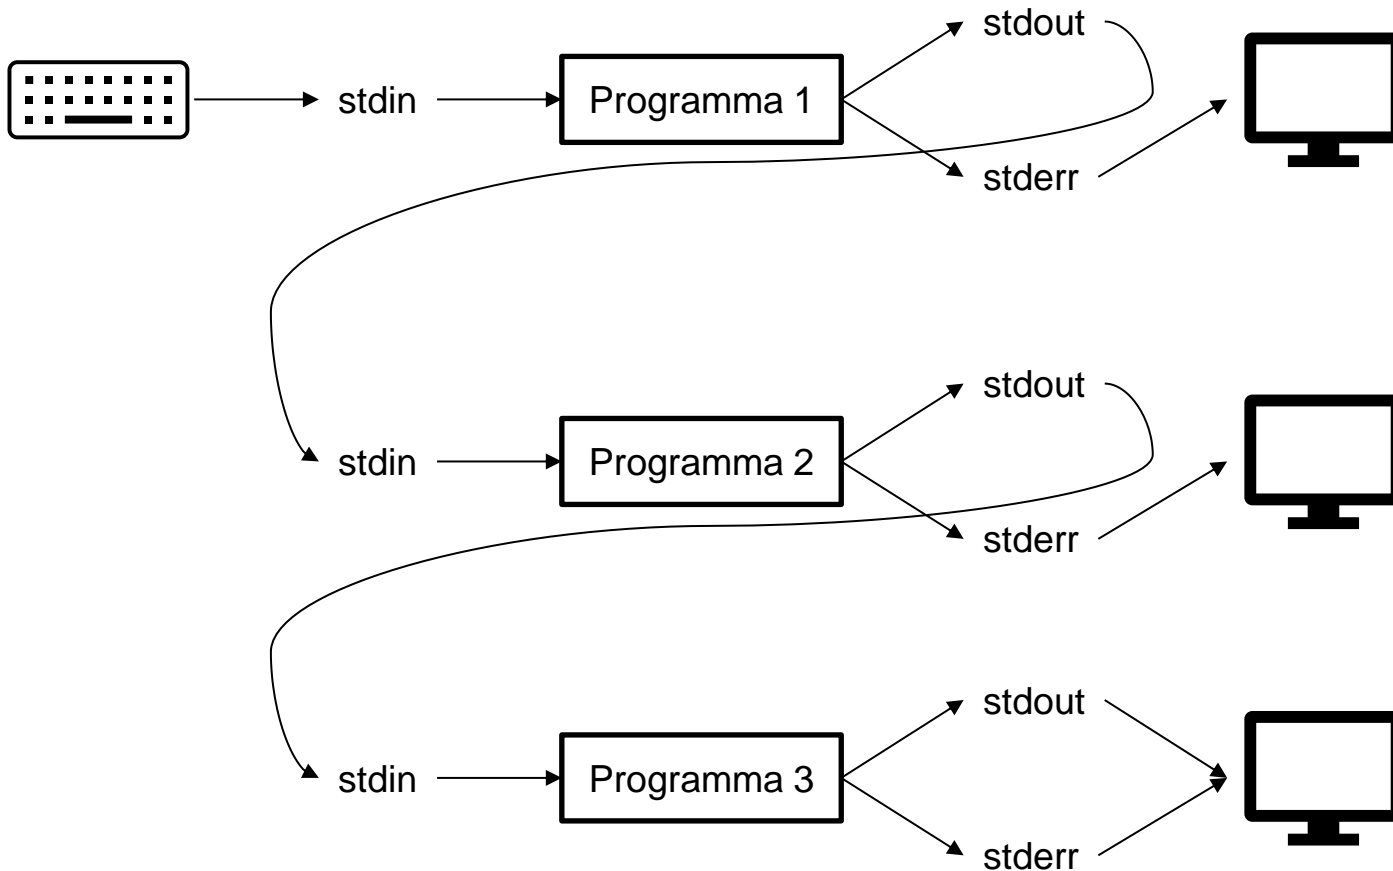 stdout
stdin
Programma 1
stderr
stdout
stdin
Programma 2
stderr
stdout
stdin
Programma 3
stderr